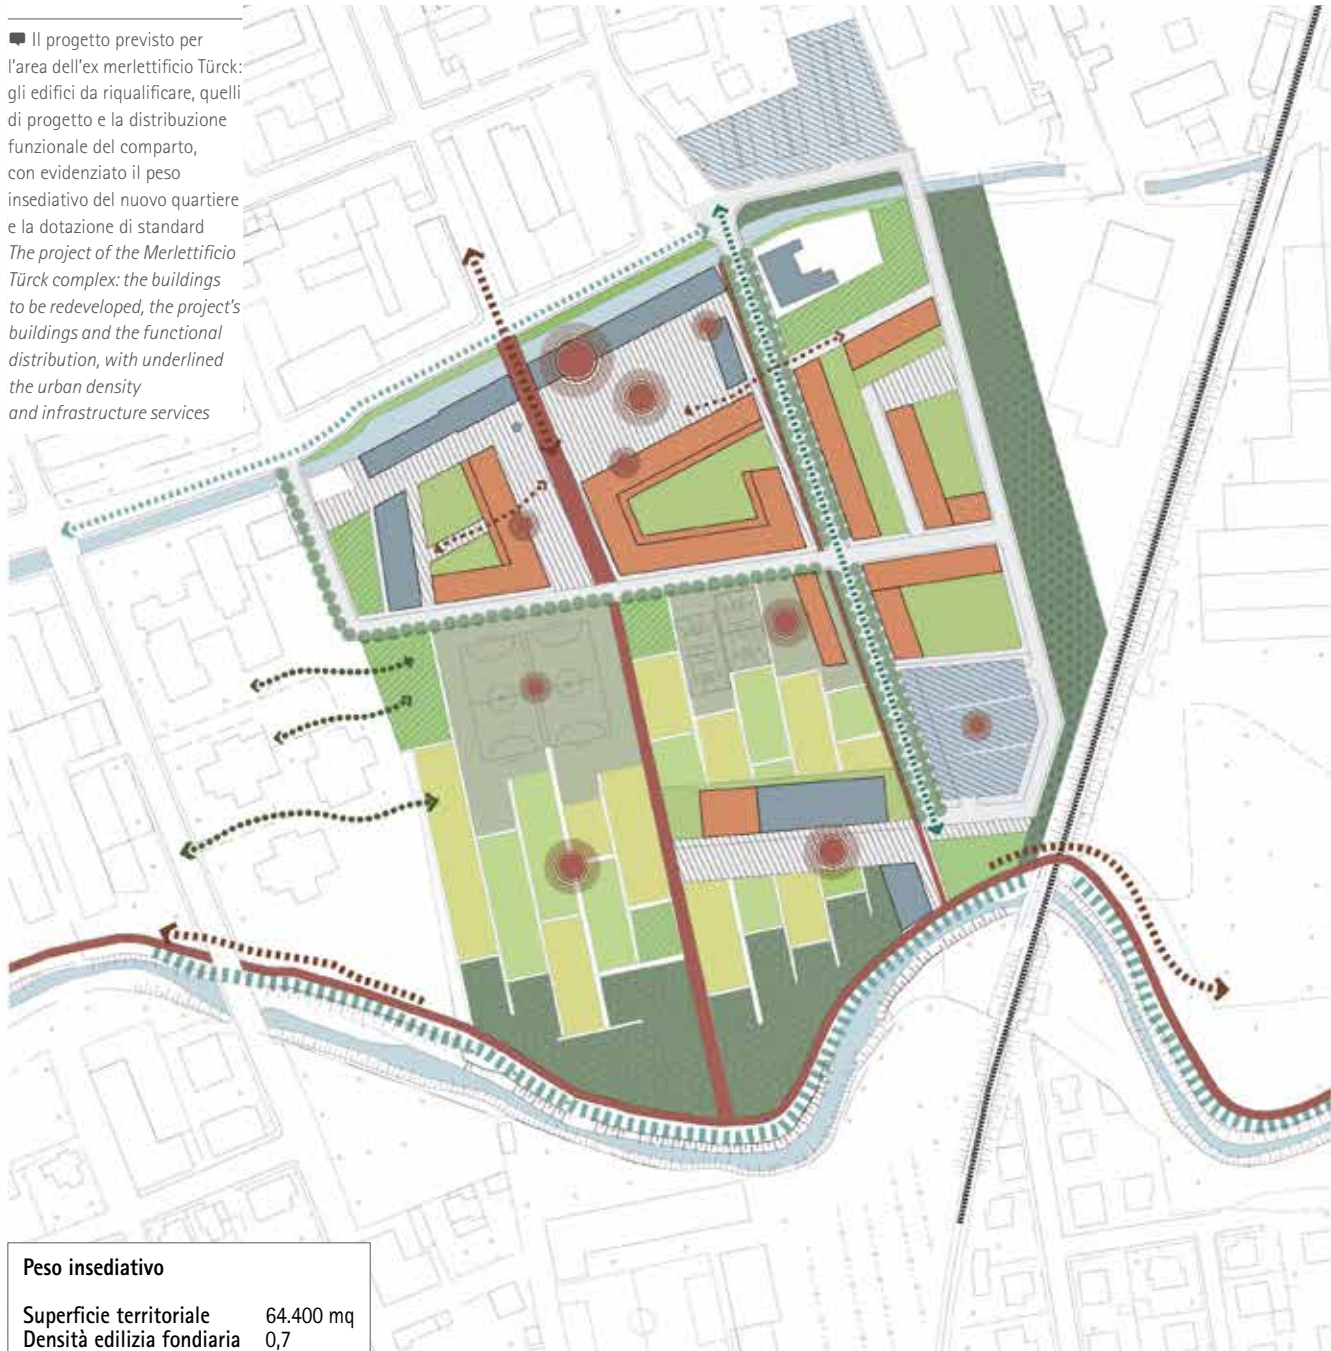 Il progetto previsto per
l'area dell'ex merlettificio Türck:
gli edifici da riqualificare, quelli
di progetto e la distribuzione
funzionale del comparto,
con evidenziato il peso
insediativo del nuovo quartiere
e la dotazione di standard
The project of the Merlettificio
Türck complex: the buildings
to be redeveloped, the project's
buildings and the functional
distribution, with underlined
the urban density
and infrastructure services
Peso insediativo
Superficie territoriale 64.400 mq
Densità edilizia fondiaria 0,7